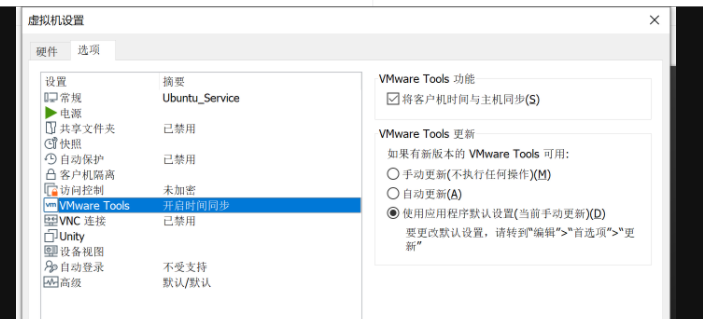 虚拟机设置
硬件 选项
设置 摘要
常规 Ubuntu_Service
电源
共享文件夹 已禁用
快照
自动保护 已禁用
客户机隔离
访问控制 未加密
vm VMware Tools 开启时间同步
VNC 连接 已禁用
Unity
设备视图
自动登录 不受支持
高级 默认/默认
VMware Tools 功能
将客户机时间与主机同步(S)
VMware Tools 更新
如果有新版本的 VMware Tools 可用:
手动更新(不执行任何操作)(M)
自动更新(A)
使用应用程序默认设置(当前手动更新)(D)
要更改默认设置，请转到“编辑”>“首选项”>“更
新”